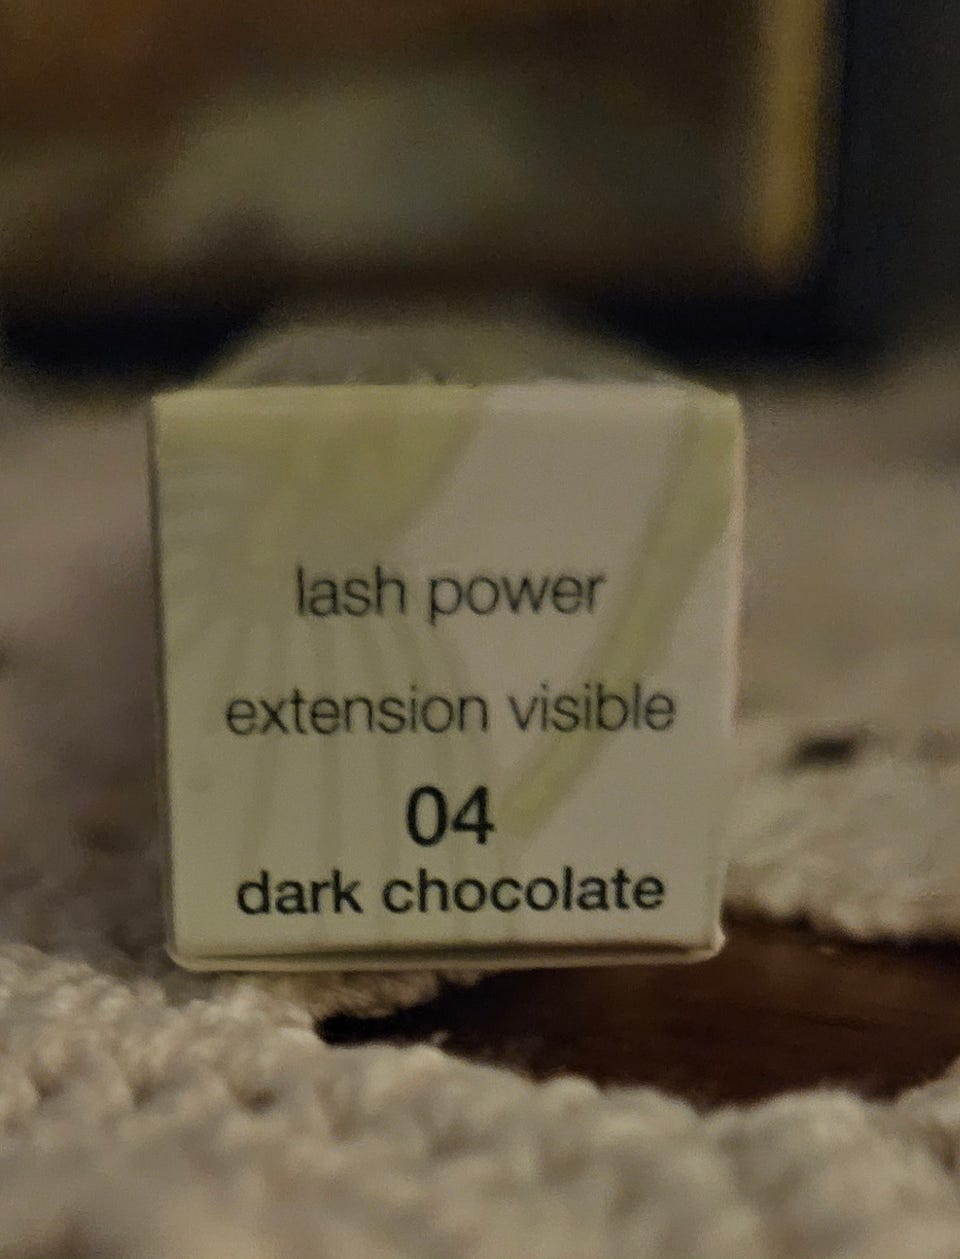 lash power
extension visible
04
dark chocolate